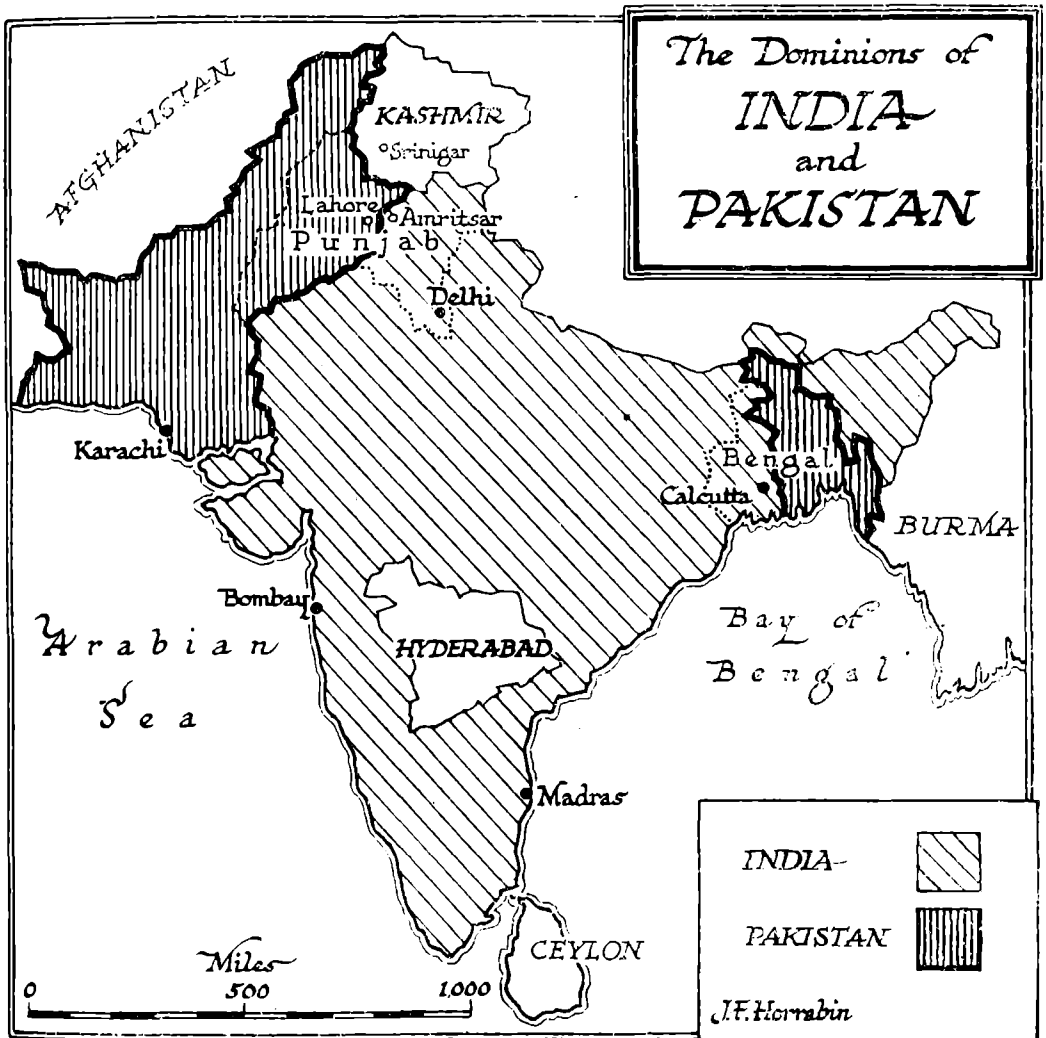 The Dominions of
INDIA
and
PAKISTAN
AFGHANISTAN
KASHMIR
Srinigar
Lahore
Amritsar
Punjab
Delhi
Karachi
Bengal
Calcutta
BURMA
Bombay
Arabian
Sea
HYDERABAD
Bay of
Bengal
Madras
CEYLON
INDIA
PAKISTAN
J.F. Horrabin
Miles
0 500 1,000